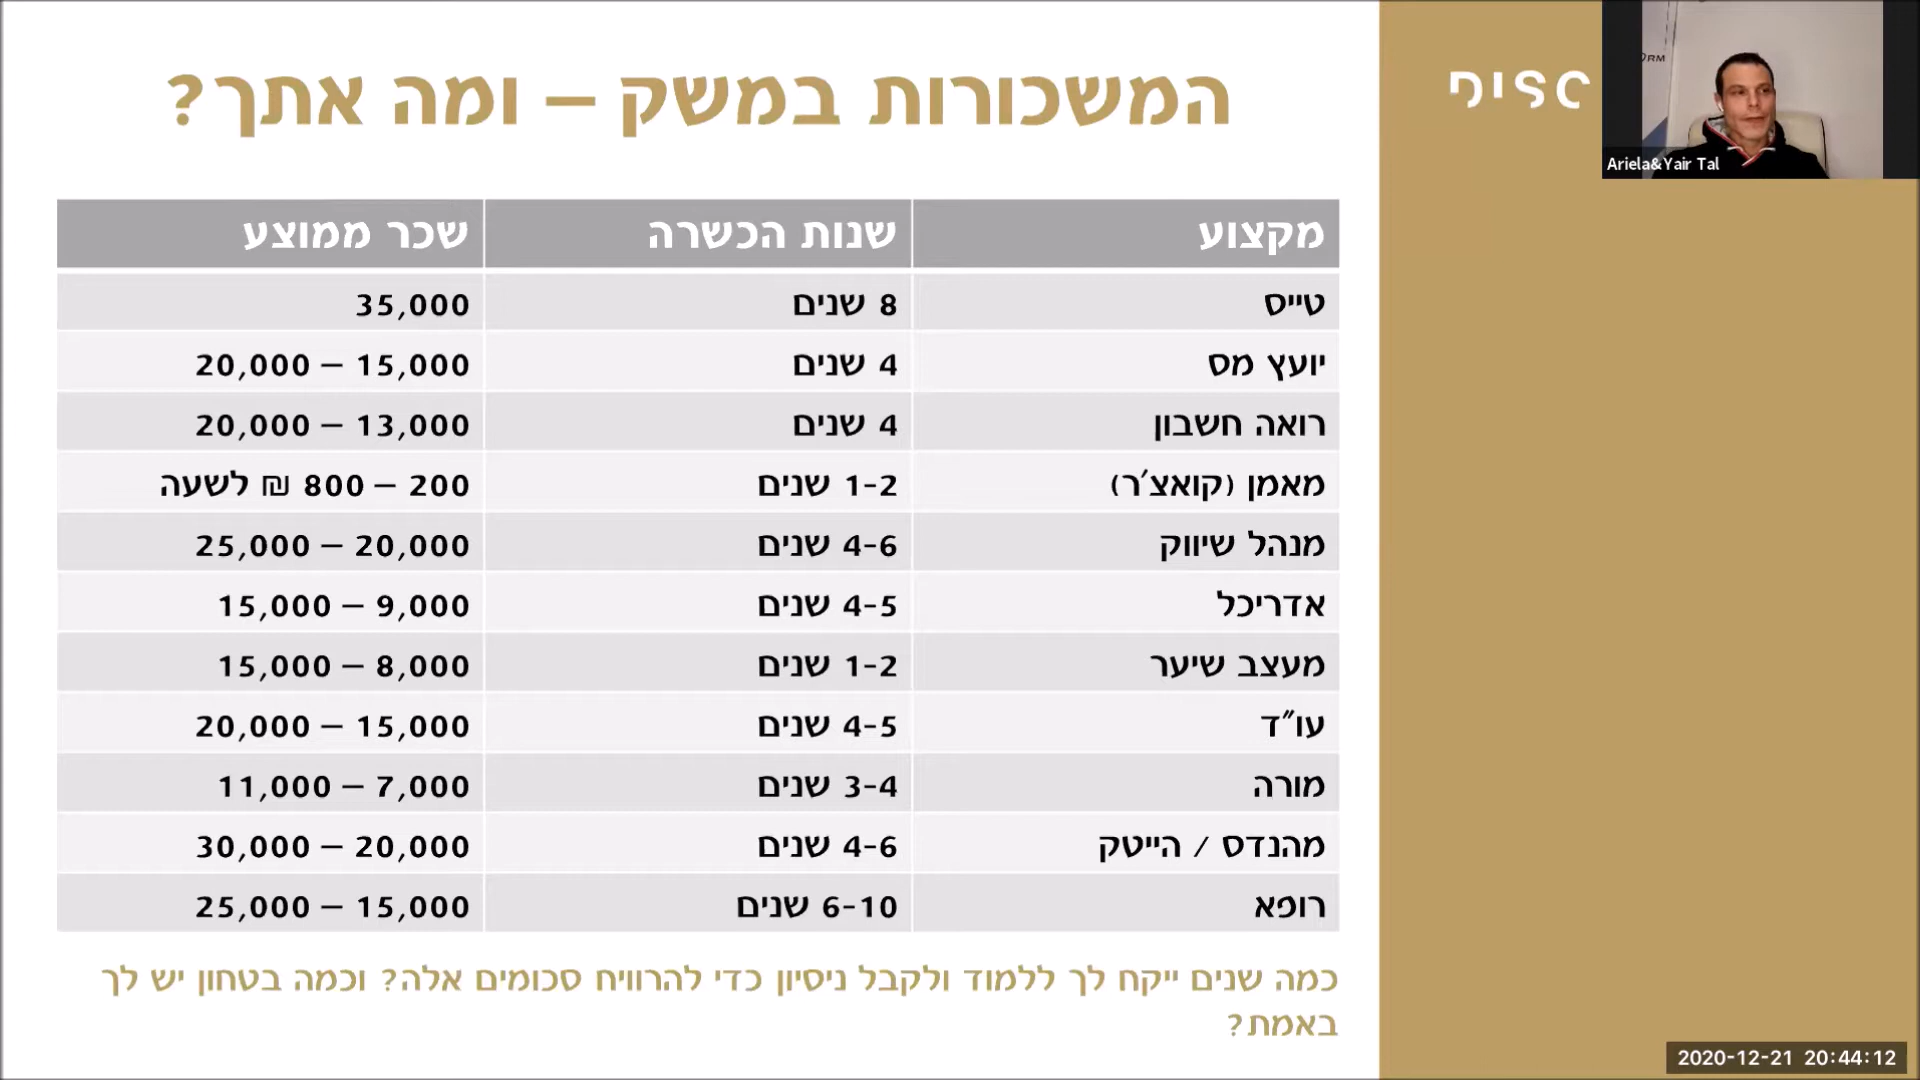 המשכורות במשק – ומה אתך?
מקצוע שנות הכשרה שכר ממוצע
טייס 8 שנים 35,000
יועץ מס 4 שנים 15,000 – 20,000
רואה חשבון 4 שנים 13,000 – 20,000
מאמן (קואצ'ר) 1-2 שנים 200 – 800 ₪ לשעה
מנהל שיווק 4-6 שנים 20,000 – 25,000
אדריכל 4-5 שנים 9,000 – 15,000
מעצב שיער 1-2 שנים 8,000 – 15,000
עו"ד 4-5 שנים 15,000 – 20,000
מורה 3-4 שנים 7,000 – 11,000
מהנדס / הייטק 4-6 שנים 20,000 – 30,000
רופא 6-10 שנים 15,000 – 25,000
כמה שנים ייקח לך ללמוד ולקבל ניסיון כדי להרוויח סכומים אלה? וכמה בטחון יש לך
באמת?
DISC
Ariela&Yair Tal
2020-12-21 20:44:12